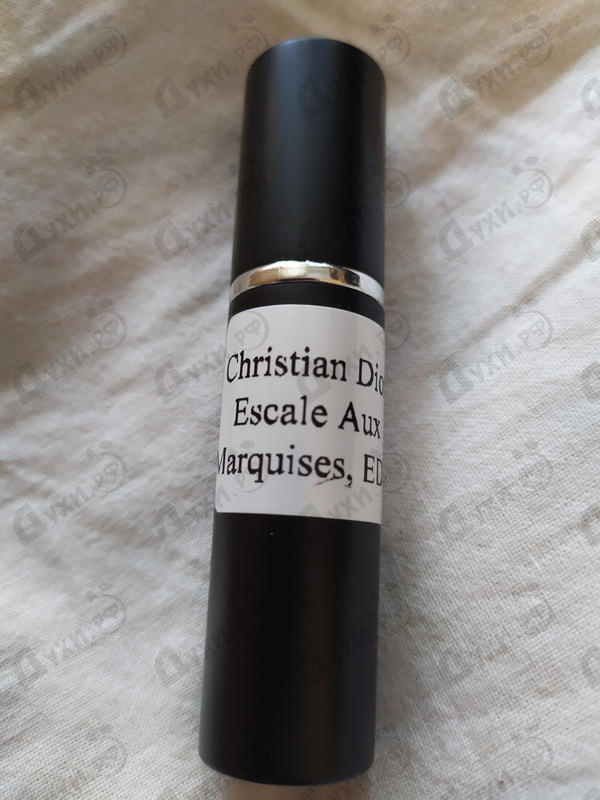 Christian Dio
Escale Aux
Marquises, ED
духи.рф